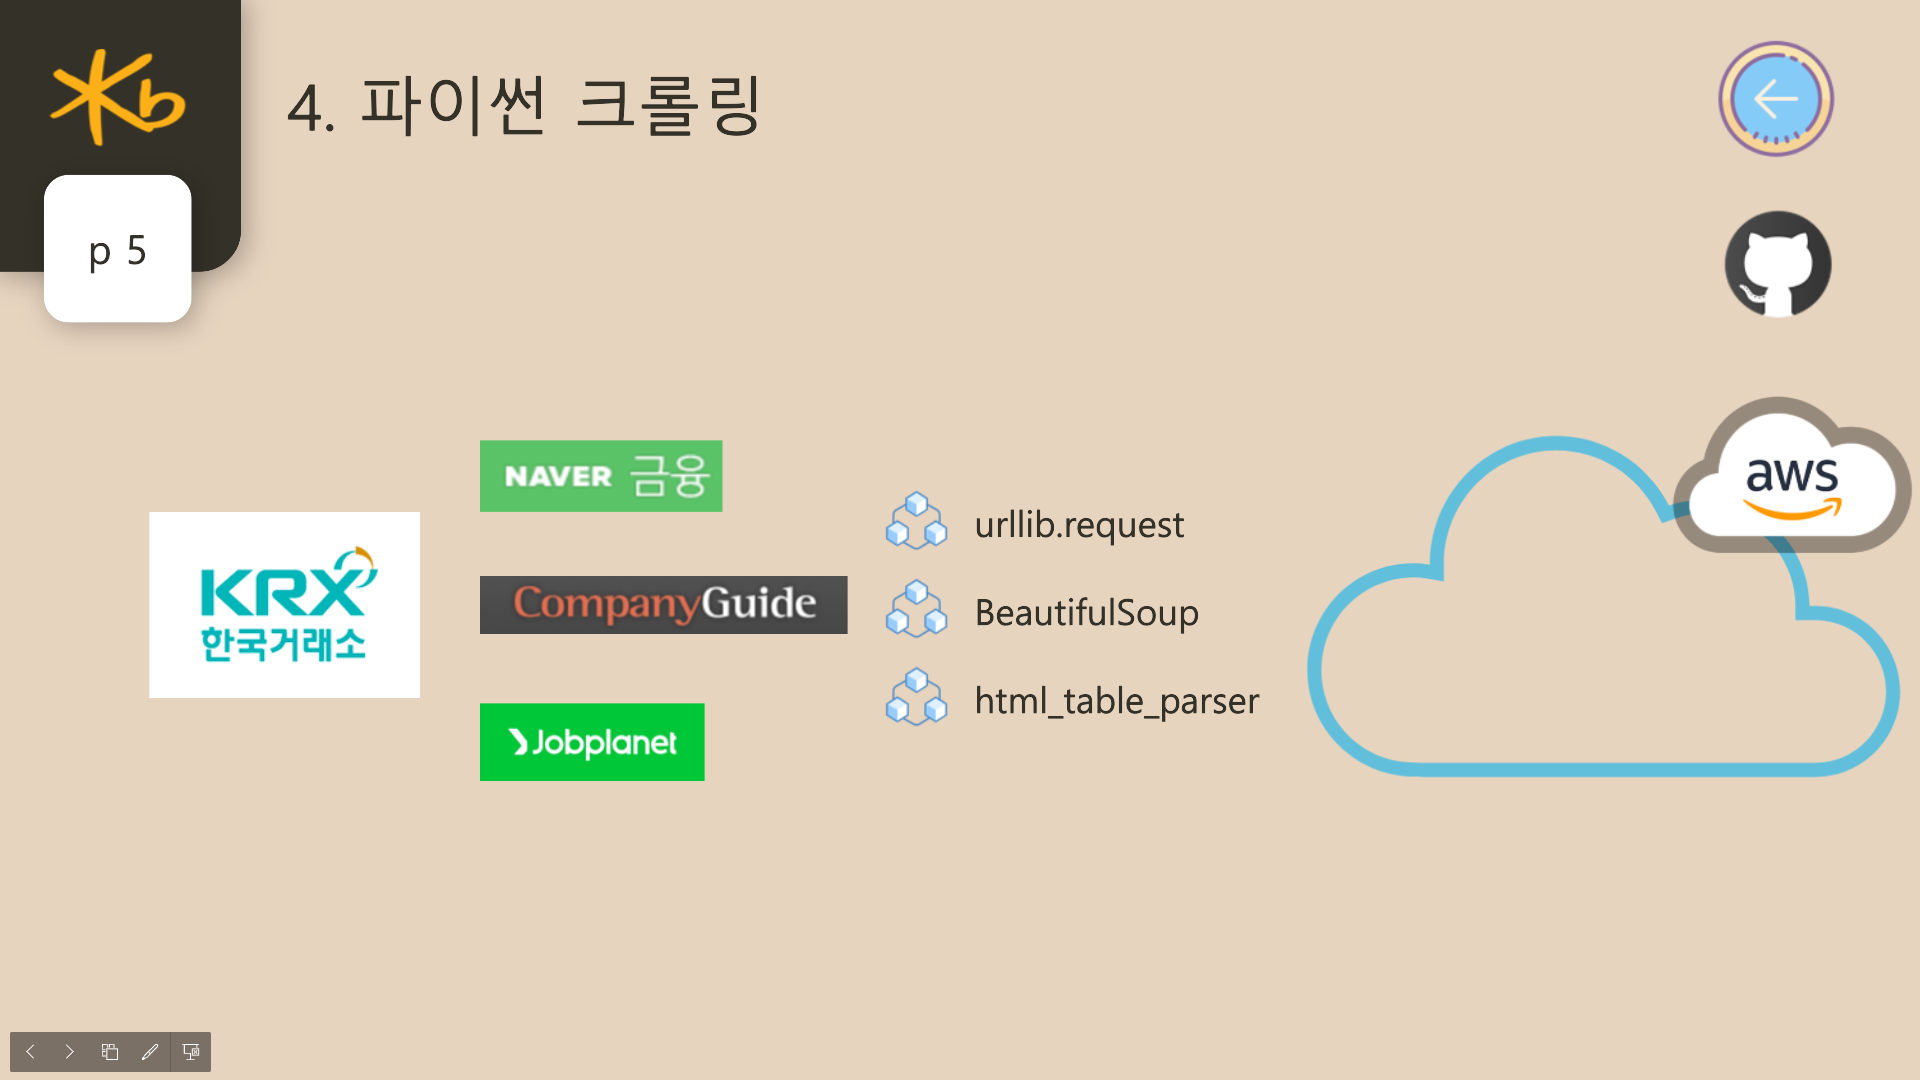 b
4. 파이썬 크롤링
p 5
KRX
한국거래소
NAVER 금융
CompanyGuide
Jobplanet
urllib.request
BeautifulSoup
html_table_parser
aws